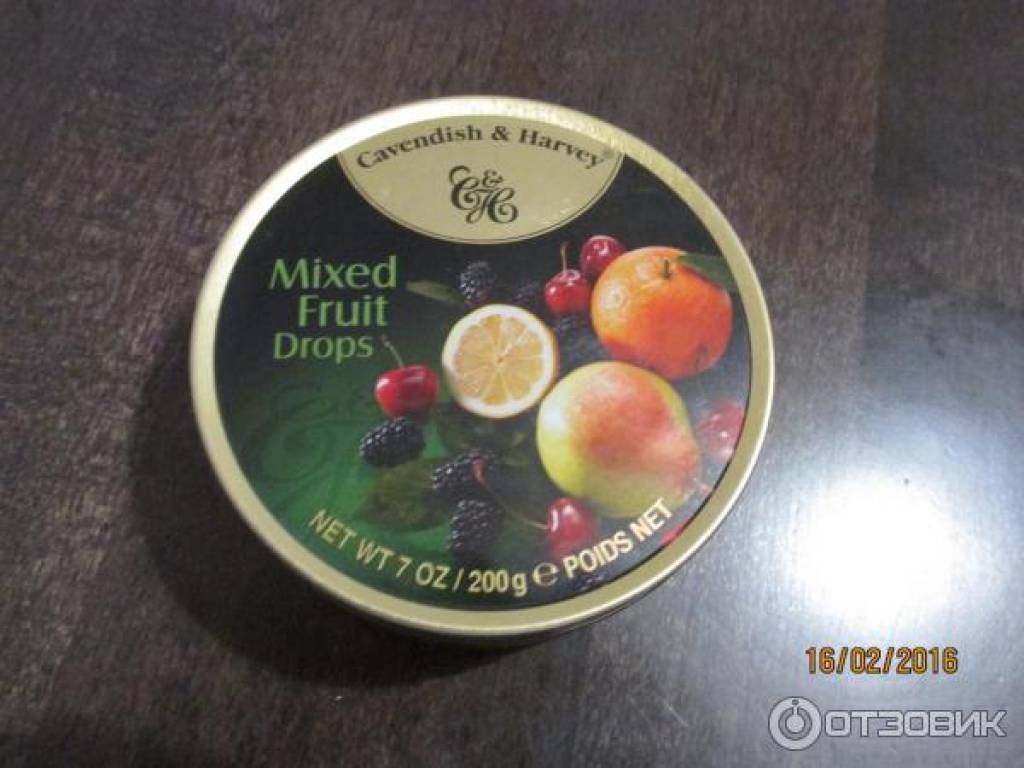 Cavendish & Harvey®
C&H
Mixed
Fruit
Drops
NET WT 7 OZ / 200g ℮ POIDS NET
16/02/2016
ОТЗОВИК